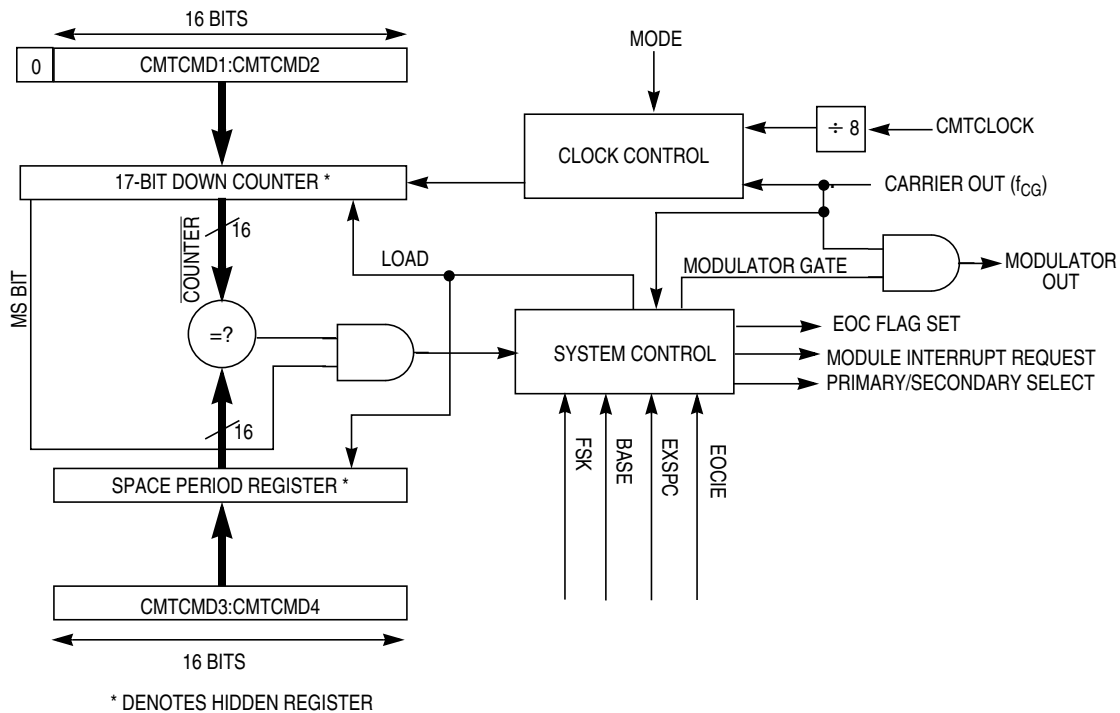 16 BITS
0
CMTCMD1:CMTCMD2
MODE
÷ 8
CMTCLOCK
CLOCK CONTROL
17-BIT DOWN COUNTER *
CARRIER OUT (fCG)
16
COUNTER
LOAD
MODULATOR GATE
MODULATOR
OUT
MS BIT
=?
EOC FLAG SET
SYSTEM CONTROL
MODULE INTERRUPT REQUEST
PRIMARY/SECONDARY SELECT
16
FSK
BASE
EXSPC
EOCIE
SPACE PERIOD REGISTER *
CMTCMD3:CMTCMD4
16 BITS
* DENOTES HIDDEN REGISTER